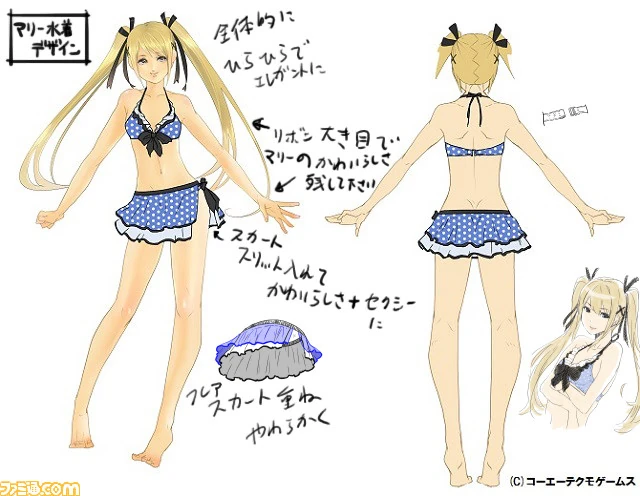 マリー水着
デザイン
全体的に
ひらひらで
エレガントに
リボン大き目で
マリーのかわいらしさ
残して下さい
スカート
スリット入れて
かわいらしさ+セクシー
に
フレア
スカート重ね
やわらかく
ファミ通.com
(C)コーエーテクモゲームス